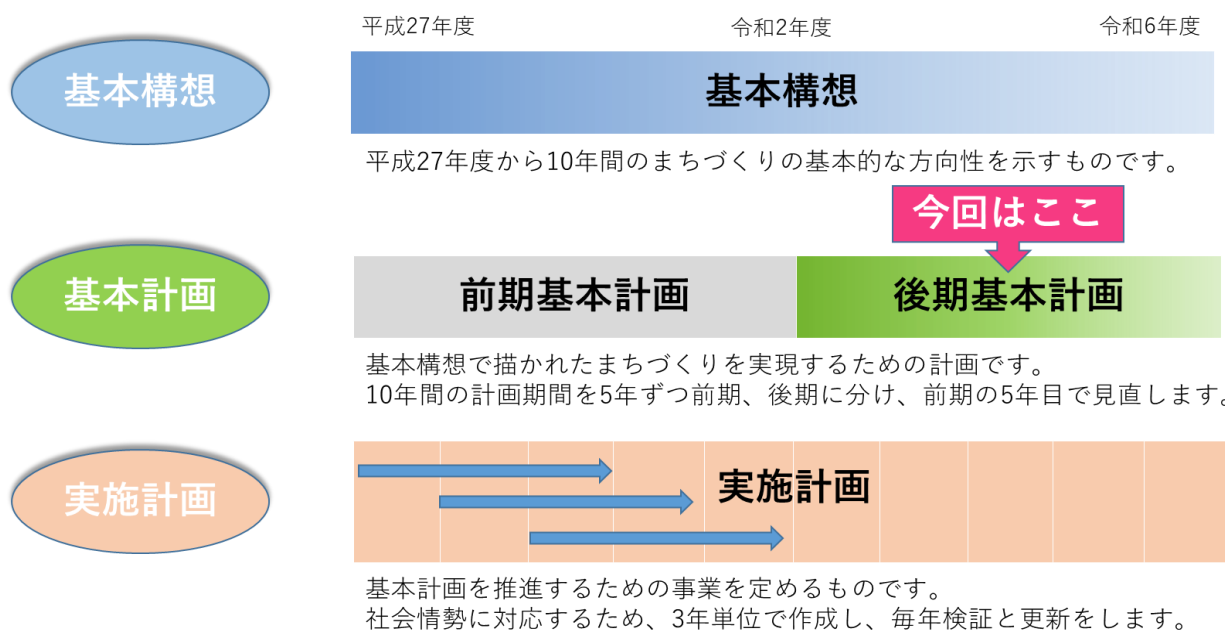 平成27年度 令和2年度 令和6年度
基本構想
基本構想
平成27年度から10年間のまちづくりの基本的な方向性を示すものです。
今回はここ
基本計画
前期基本計画 後期基本計画
基本構想で描かれたまちづくりを実現するための計画です。
10年間の計画期間を5年ずつ前期、後期に分け、前期の5年目で見直します。
実施計画
実施計画
基本計画を推進するための事業を定めるものです。
社会情勢に対応するため、3年単位で作成し、毎年検証と更新をします。